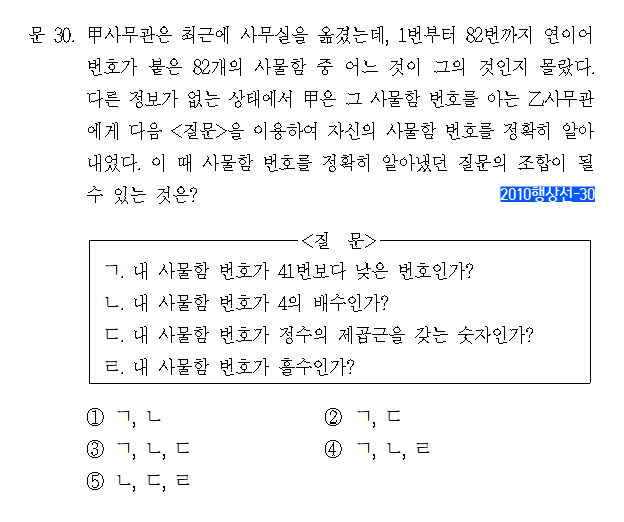 문 30. 甲사무관은 최근에 사무실을 옮겼는데, 1번부터 82번까지 연이어
번호가 붙은 82개의 사물함 중 어느 것이 그의 것인지 몰랐다.
다른 정보가 없는 상태에서 甲은 그 사물함 번호를 아는 乙사무관
에게 다음 <질문>을 이용하여 자신의 사물함 번호를 정확히 알아
내었다. 이 때 사물함 번호를 정확히 알아냈던 질문의 조합이 될
수 있는 것은? 2010행상선-30
<질 문>
ㄱ. 내 사물함 번호가 41번보다 낮은 번호인가?
ㄴ. 내 사물함 번호가 4의 배수인가?
ㄷ. 내 사물함 번호가 정수의 제곱근을 갖는 숫자인가?
ㄹ. 내 사물함 번호가 홀수인가?
① ㄱ, ㄴ ② ㄱ, ㄷ
③ ㄱ, ㄴ, ㄷ ④ ㄱ, ㄴ, ㄹ
⑤ ㄴ, ㄷ, ㄹ